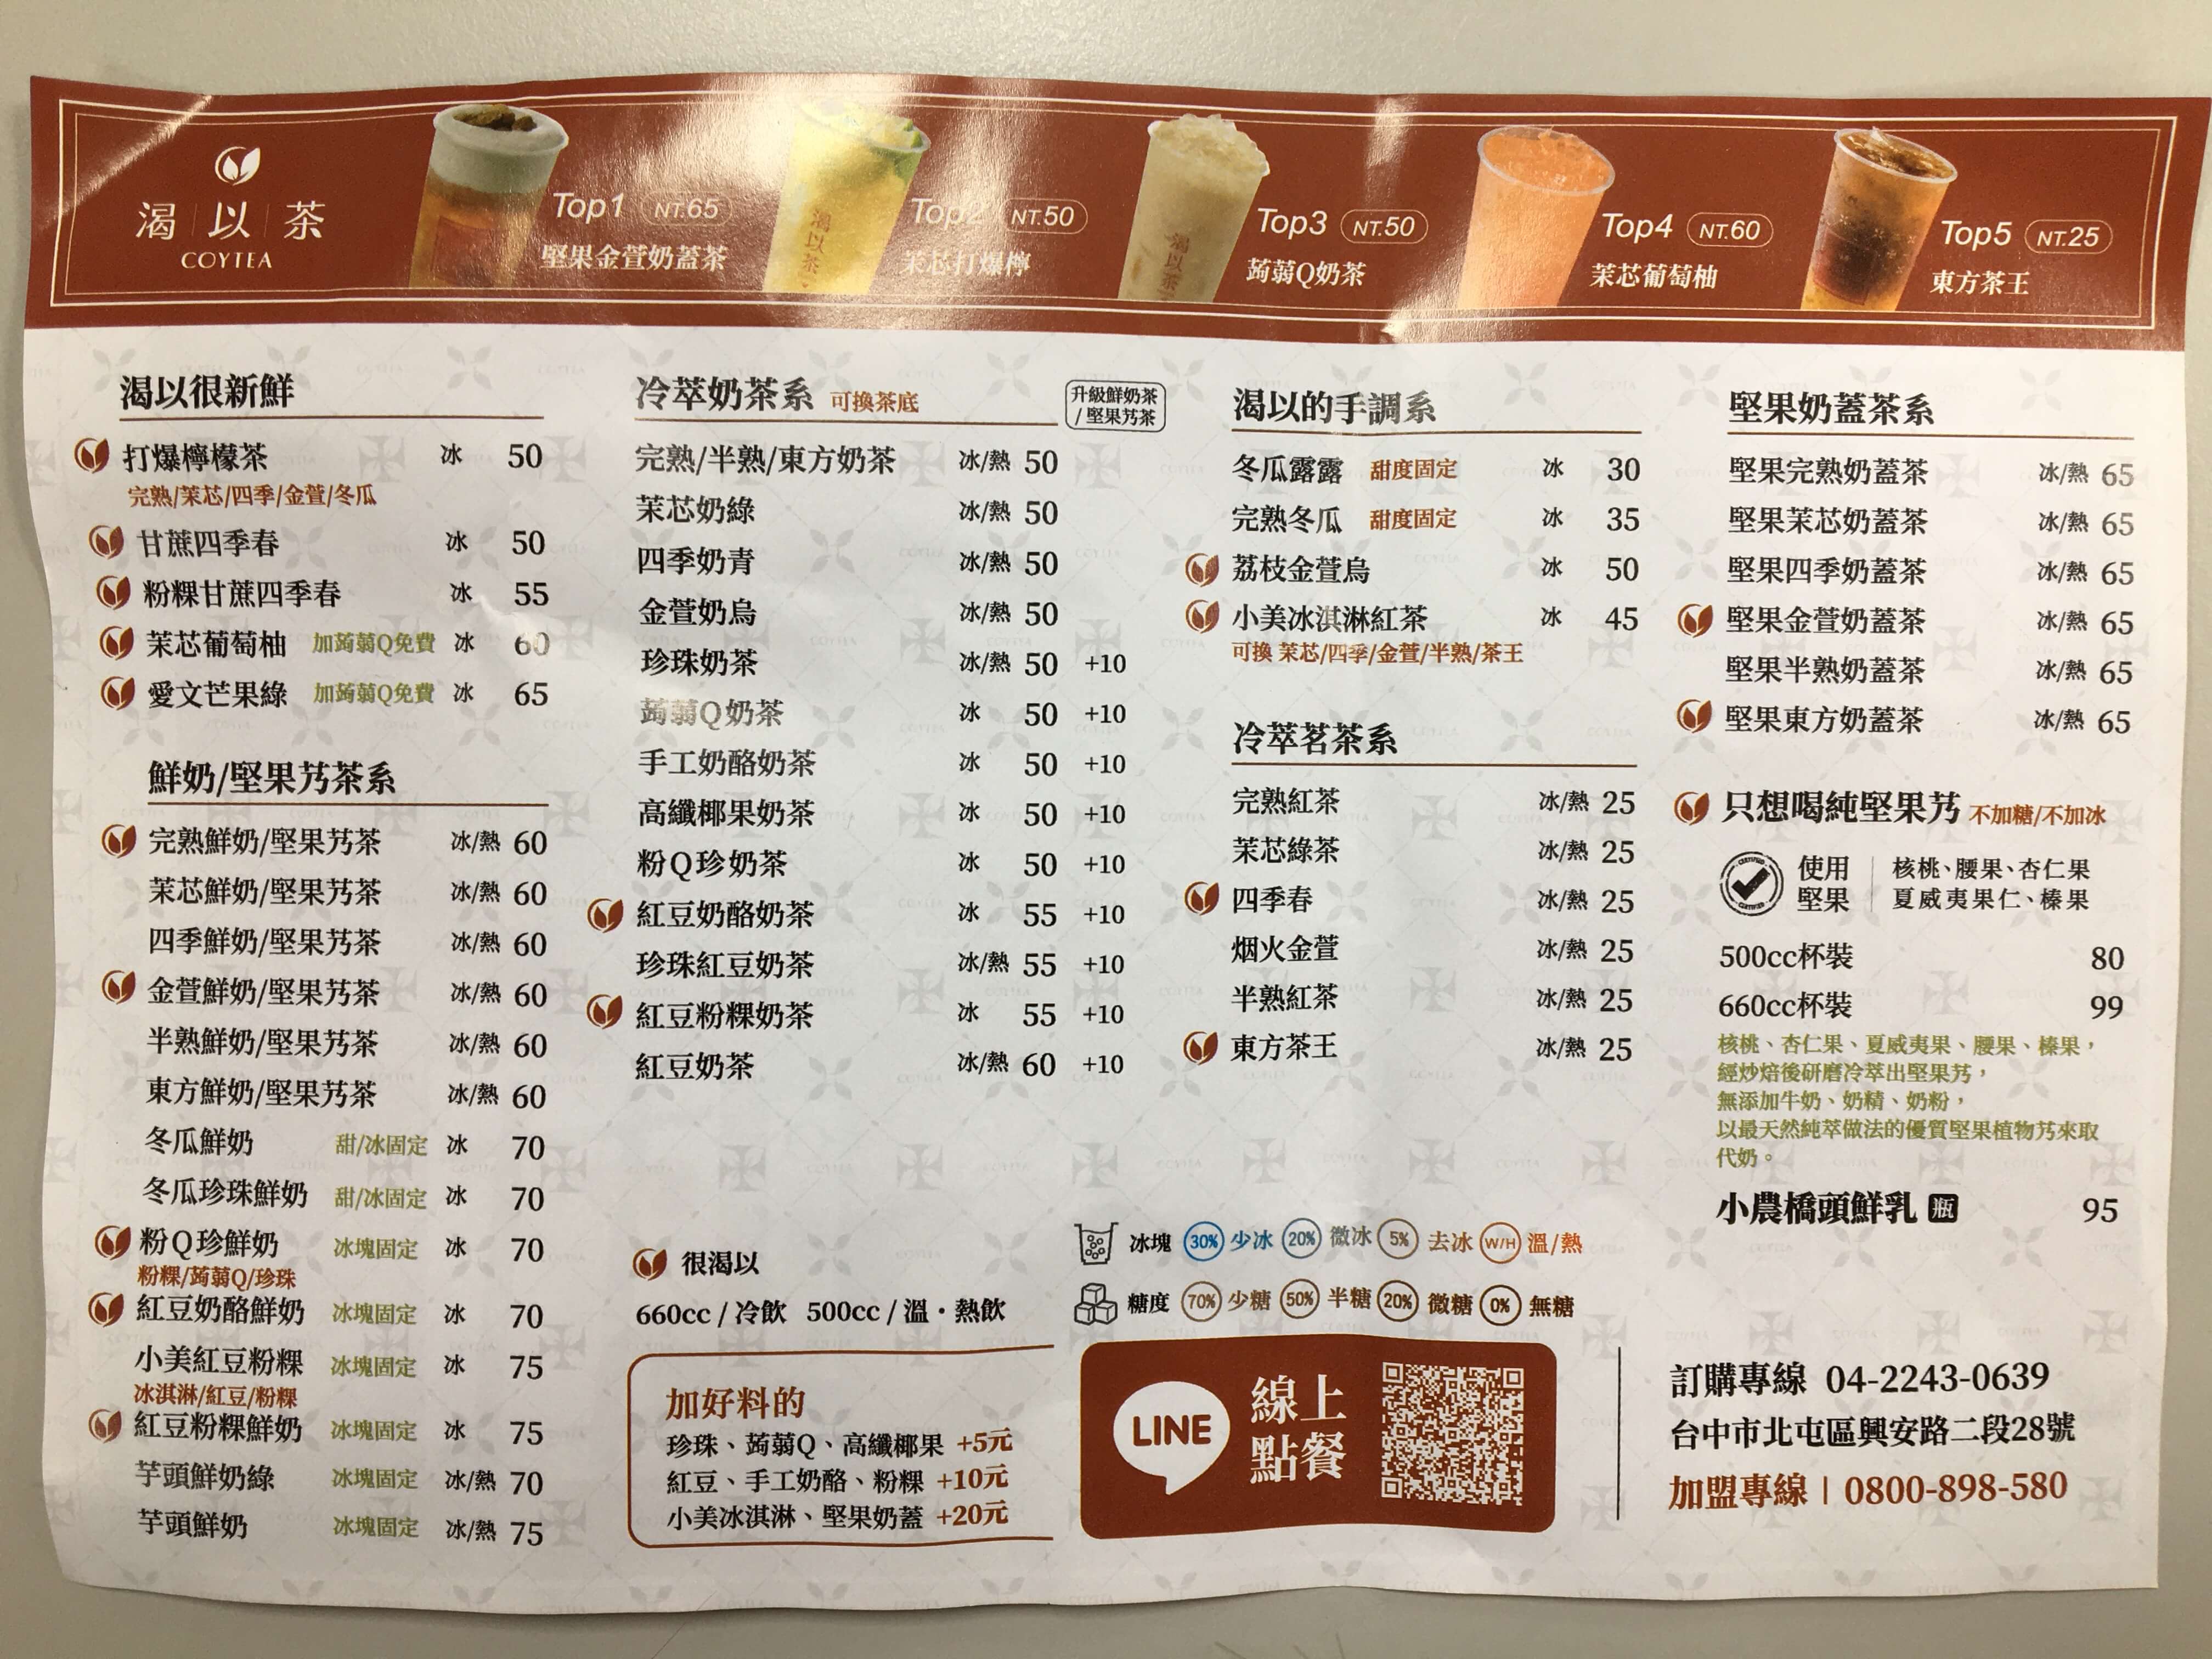 渴以茶
COYTEA
Top1 NT.65
堅果金萱奶蓋茶
Top2 NT.50
茉芯打爆檸
Top3 NT.50
蒟蒻Q奶茶
Top4 NT.60
茉芯葡萄柚
Top5 NT.25
東方茶王
渴以很新鮮
打爆檸檬茶 冰 50
完熟/茉芯/四季/金萱/冬瓜
甘蔗四季春 冰 50
粉粿甘蔗四季春 冰 55
茉芯葡萄柚 加蒟蒻Q免費 冰 60
愛文芒果綠 加蒟蒻Q免費 冰 65
鮮奶/堅果艿茶系
完熟鮮奶/堅果艿茶 冰/熱 60
茉芯鮮奶/堅果艿茶 冰/熱 60
四季鮮奶/堅果艿茶 冰/熱 60
金萱鮮奶/堅果艿茶 冰/熱 60
半熟鮮奶/堅果艿茶 冰/熱 60
東方鮮奶/堅果艿茶 冰/熱 60
冬瓜鮮奶 甜/冰固定 冰 70
冬瓜珍珠鮮奶 甜/冰固定 冰 70
粉Q珍鮮奶 冰塊固定 冰 70
粉粿/蒟蒻Q/珍珠
紅豆奶酪鮮奶 冰塊固定 冰 70
小美紅豆粉粿 冰塊固定 冰 75
冰淇淋/紅豆/粉粿
紅豆粉粿鮮奶 冰塊固定 冰 75
芋頭鮮奶綠 冰塊固定 冰/熱 70
芋頭鮮奶 冰塊固定 冰/熱 75
冷萃奶茶系 可換茶底
升級鮮奶茶
/ 堅果艿茶
完熟/半熟/東方奶茶 冰/熱 50
茉芯奶綠 冰/熱 50
四季奶青 冰/熱 50
金萱奶烏 冰/熱 50
珍珠奶茶 冰/熱 50 +10
蒟蒻Q奶茶 冰 50 +10
手工奶酪奶茶 冰 50 +10
高纖椰果奶茶 冰 50 +10
粉Q珍奶茶 冰 50 +10
紅豆奶酪奶茶 冰 55 +10
珍珠紅豆奶茶 冰/熱 55 +10
紅豆粉粿奶茶 冰 55 +10
紅豆奶茶 冰/熱 60 +10
很渴以
660cc / 冷飲 500cc / 溫・熱飲
加好料的
珍珠、蒟蒻Q、高纖椰果 +5元
紅豆、手工奶酪、粉粿 +10元
小美冰淇淋、堅果奶蓋 +20元
渴以的手調系
冬瓜露露 甜度固定 冰 30
完熟冬瓜 甜度固定 冰 35
荔枝金萱烏 冰 50
小美冰淇淋紅茶 冰 45
可換 茉芯/四季/金萱/半熟/茶王
冷萃茗茶系
完熟紅茶 冰/熱 25
茉芯綠茶 冰/熱 25
四季春 冰/熱 25
烟火金萱 冰/熱 25
半熟紅茶 冰/熱 25
東方茶王 冰/熱 25
冰塊 30% 少冰 20% 微冰 5% 去冰 W/H 溫/熱
糖度 70% 少糖 50% 半糖 20% 微糖 0% 無糖
LINE
線上
點餐
堅果奶蓋茶系
堅果完熟奶蓋茶 冰/熱 65
堅果茉芯奶蓋茶 冰/熱 65
堅果四季奶蓋茶 冰/熱 65
堅果金萱奶蓋茶 冰/熱 65
堅果半熟奶蓋茶 冰/熱 65
堅果東方奶蓋茶 冰/熱 65
只想喝純堅果艿 不加糖/不加冰
CERTIFIED
CERTIFIED
使用
堅果
核桃、腰果、杏仁果
夏威夷果仁、榛果
500cc杯裝 80
660cc杯裝 99
核桃、杏仁果、夏威夷果、腰果、榛果，
經炒焙後研磨冷萃出堅果艿，
無添加牛奶、奶精、奶粉，
以最天然純萃做法的優質堅果植物艿來取
代奶。
小農橋頭鮮乳 瓶 95
訂購專線 04-2243-0639
台中市北屯區興安路二段28號
加盟專線 | 0800-898-580